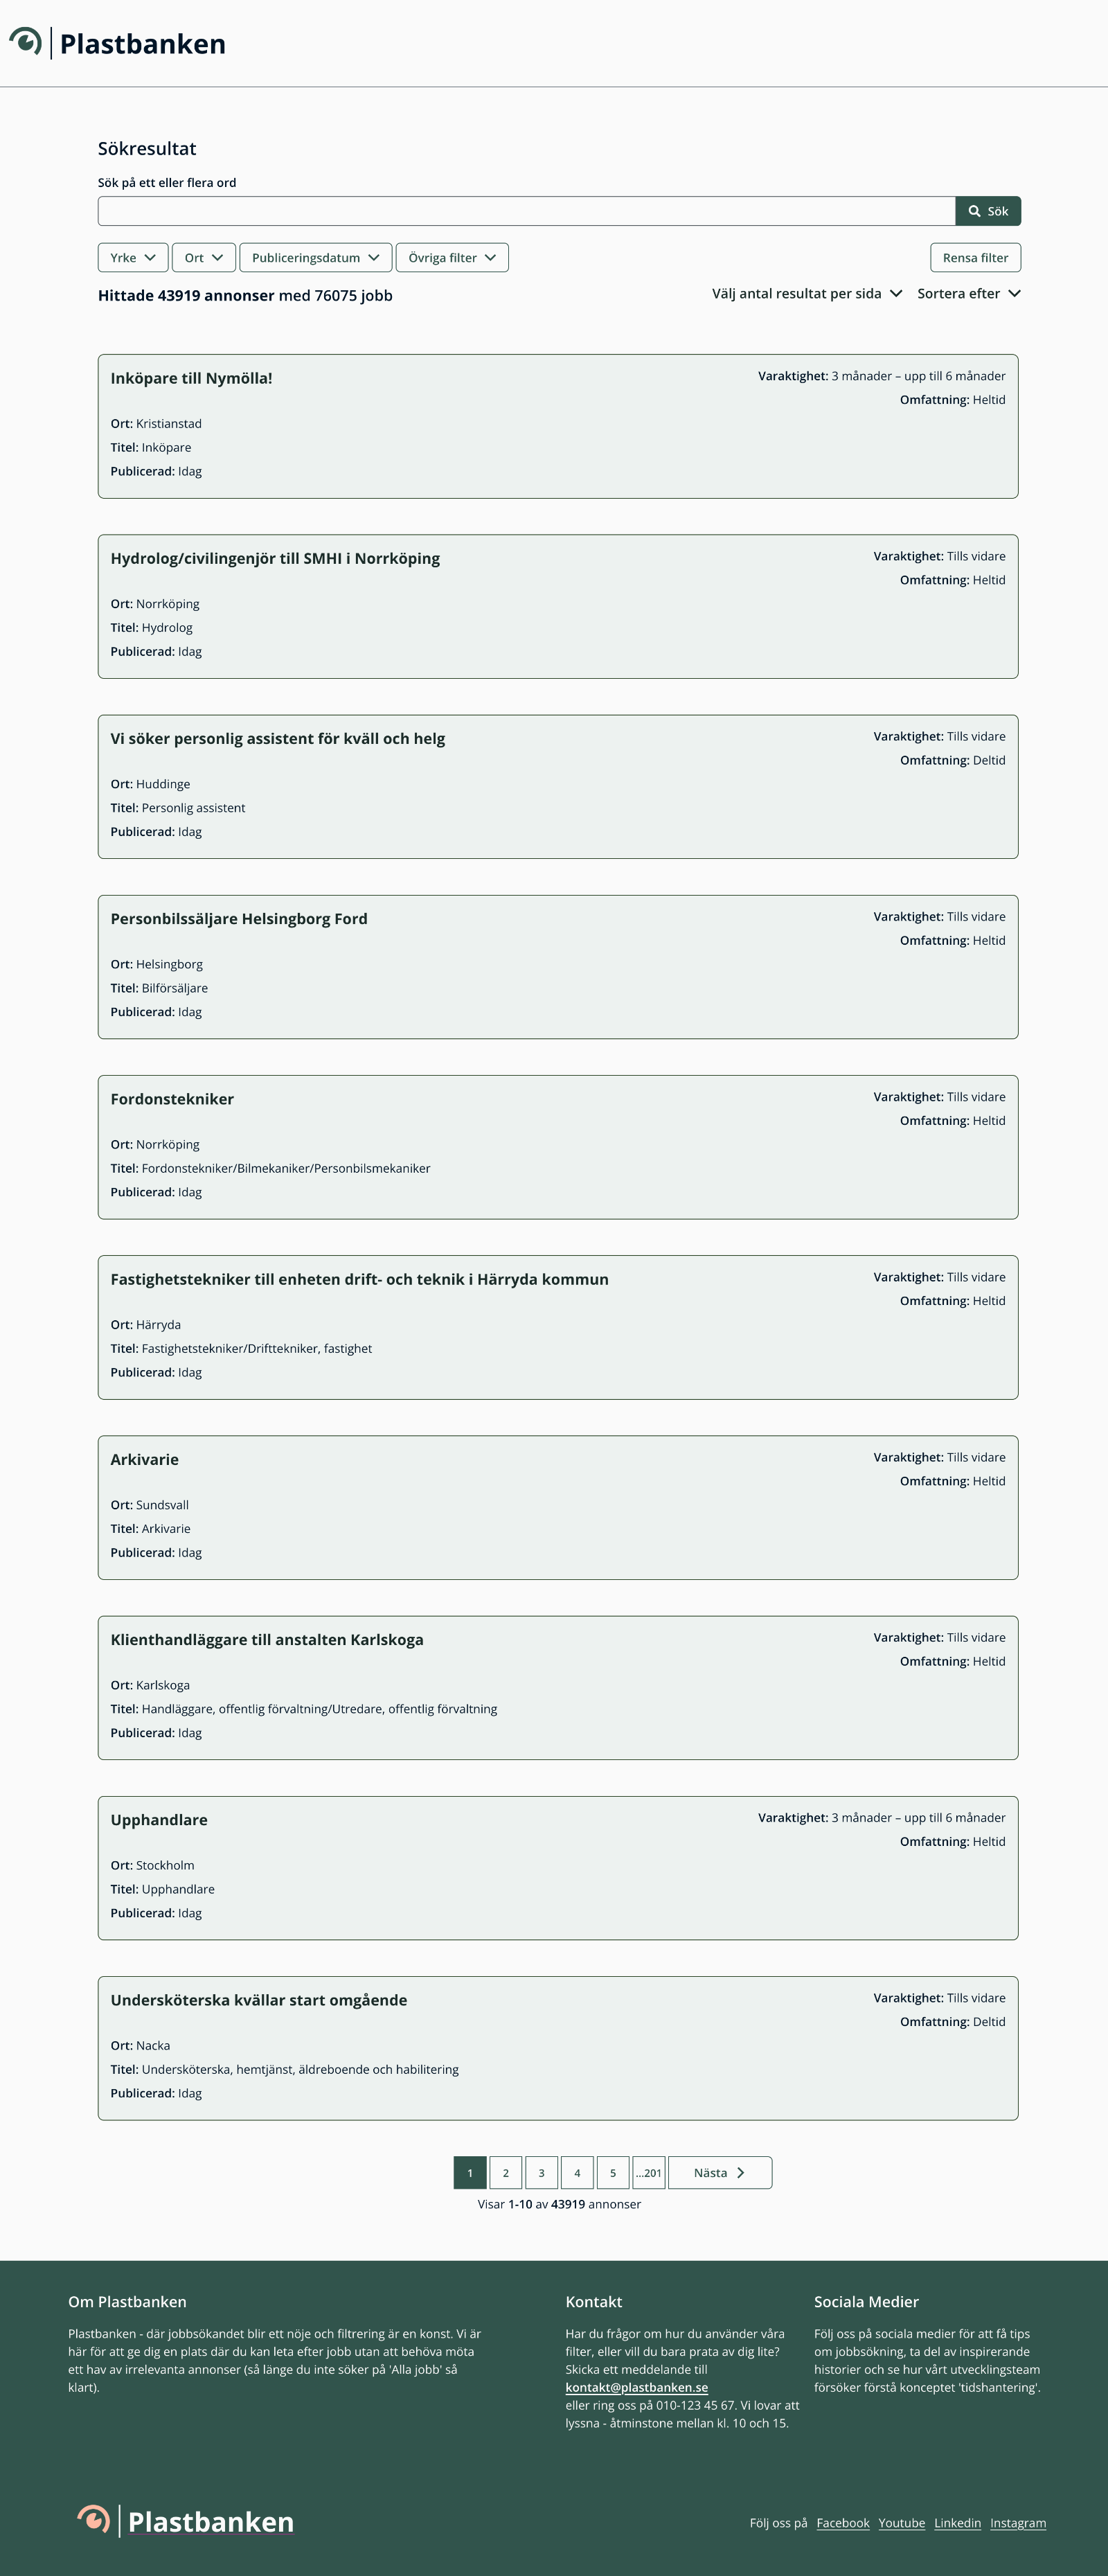 Plastbanken
Sökresultat
Sök på ett eller flera ord
Sök
Yrke Ort Publiceringsdatum Övriga filter Rensa filter
Hittade 43919 annonser med 76075 jobb Välj antal resultat per sida Sortera efter
Inköpare till Nymölla! Varaktighet: 3 månader – upp till 6 månader
Omfattning: Heltid
Ort: Kristianstad
Titel: Inköpare
Publicerad: Idag
Hydrolog/civilingenjör till SMHI i Norrköping Varaktighet: Tills vidare
Omfattning: Heltid
Ort: Norrköping
Titel: Hydrolog
Publicerad: Idag
Vi söker personlig assistent för kväll och helg Varaktighet: Tills vidare
Omfattning: Deltid
Ort: Huddinge
Titel: Personlig assistent
Publicerad: Idag
Personbilssäljare Helsingborg Ford Varaktighet: Tills vidare
Omfattning: Heltid
Ort: Helsingborg
Titel: Bilförsäljare
Publicerad: Idag
Fordonstekniker Varaktighet: Tills vidare
Omfattning: Heltid
Ort: Norrköping
Titel: Fordonstekniker/Bilmekaniker/Personbilsmekaniker
Publicerad: Idag
Fastighetstekniker till enheten drift- och teknik i Härryda kommun Varaktighet: Tills vidare
Omfattning: Heltid
Ort: Härryda
Titel: Fastighetstekniker/Drifttekniker, fastighet
Publicerad: Idag
Arkivarie Varaktighet: Tills vidare
Omfattning: Heltid
Ort: Sundsvall
Titel: Arkivarie
Publicerad: Idag
Klienthandläggare till anstalten Karlskoga Varaktighet: Tills vidare
Omfattning: Heltid
Ort: Karlskoga
Titel: Handläggare, offentlig förvaltning/Utredare, offentlig förvaltning
Publicerad: Idag
Upphandlare Varaktighet: 3 månader – upp till 6 månader
Omfattning: Heltid
Ort: Stockholm
Titel: Upphandlare
Publicerad: Idag
Undersköterska kvällar start omgående Varaktighet: Tills vidare
Omfattning: Deltid
Ort: Nacka
Titel: Undersköterska, hemtjänst, äldreboende och habilitering
Publicerad: Idag
1 2 3 4 5 ...201 Nästa
Visar 1-10 av 43919 annonser
Om Plastbanken
Plastbanken - där jobbsökandet blir ett nöje och filtrering är en konst. Vi är
här för att ge dig en plats där du kan leta efter jobb utan att behöva möta
ett hav av irrelevanta annonser (så länge du inte söker på 'Alla jobb' så
klart).
Kontakt
Har du frågor om hur du använder våra
filter, eller vill du bara prata av dig lite?
Skicka ett meddelande till
kontakt@plastbanken.se
eller ring oss på 010-123 45 67. Vi lovar att
lyssna - åtminstone mellan kl. 10 och 15.
Sociala Medier
Följ oss på sociala medier för att få tips
om jobbsökning, ta del av inspirerande
historier och se hur vårt utvecklingsteam
försöker förstå konceptet 'tidshantering'.
Plastbanken
Följ oss på Facebook Youtube Linkedin Instagram